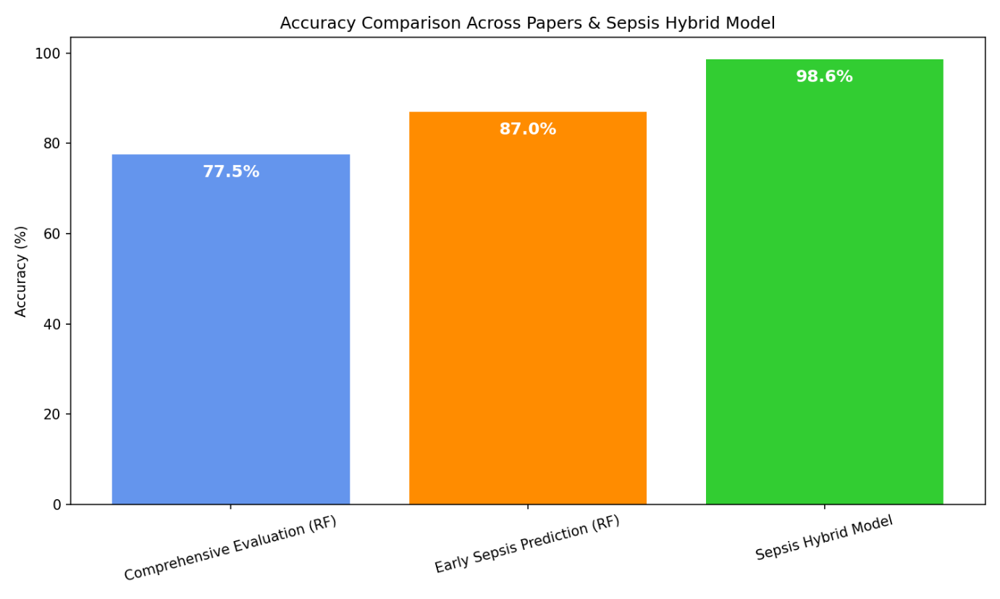 Accuracy Comparison Across Papers & Sepsis Hybrid Model
Accuracy (%)
100
80
60
40
20
0
77.5%
87.0%
98.6%
Comprehensive Evaluation (RF)
Early Sepsis Prediction (RF)
Sepsis Hybrid Model